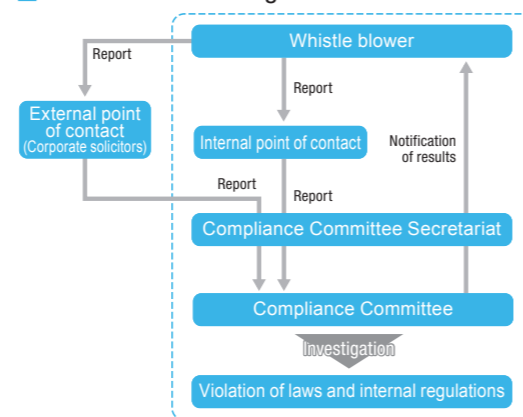 Whistle blower
Report
Report
External point
of contact
(Corporate solicitors)
Internal point of contact
Notification
of results
Report
Report
Compliance Committee Secretariat
Compliance Committee
Investigation
Violation of laws and internal regulations